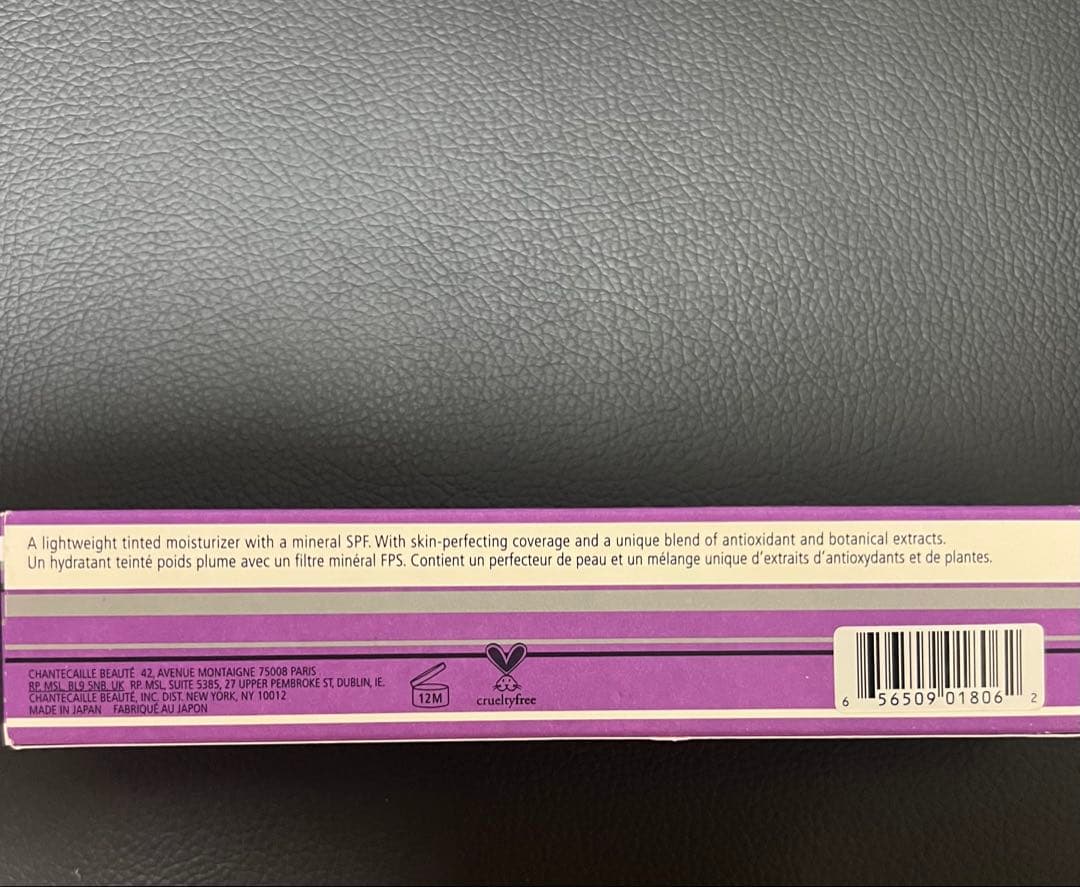 A lightweight tinted moisturizer with a mineral SPF. With skin-perfecting coverage and a unique blend of antioxidant and botanical extracts.
Un hydratant teinté poids plume avec un filtre minéral FPS. Contient un perfecteur de peau et un mélange unique d'extraits d'antioxydants et de plantes.
CHANTECAILLE BEAUTÉ 42, AVENUE MONTAIGNE 75008 PARIS
RP. MSL, BL9 5NB. UK RP. MSL, SUITE 5385, 27 UPPER PEMBROKE ST, DUBLIN, IE.
CHANTECAILLE BEAUTÉ, INC. DIST. NEW YORK, NY 10012
MADE IN JAPAN FABRIQUÉ AU JAPON
12M
crueltyfree
6 56509 01806 2